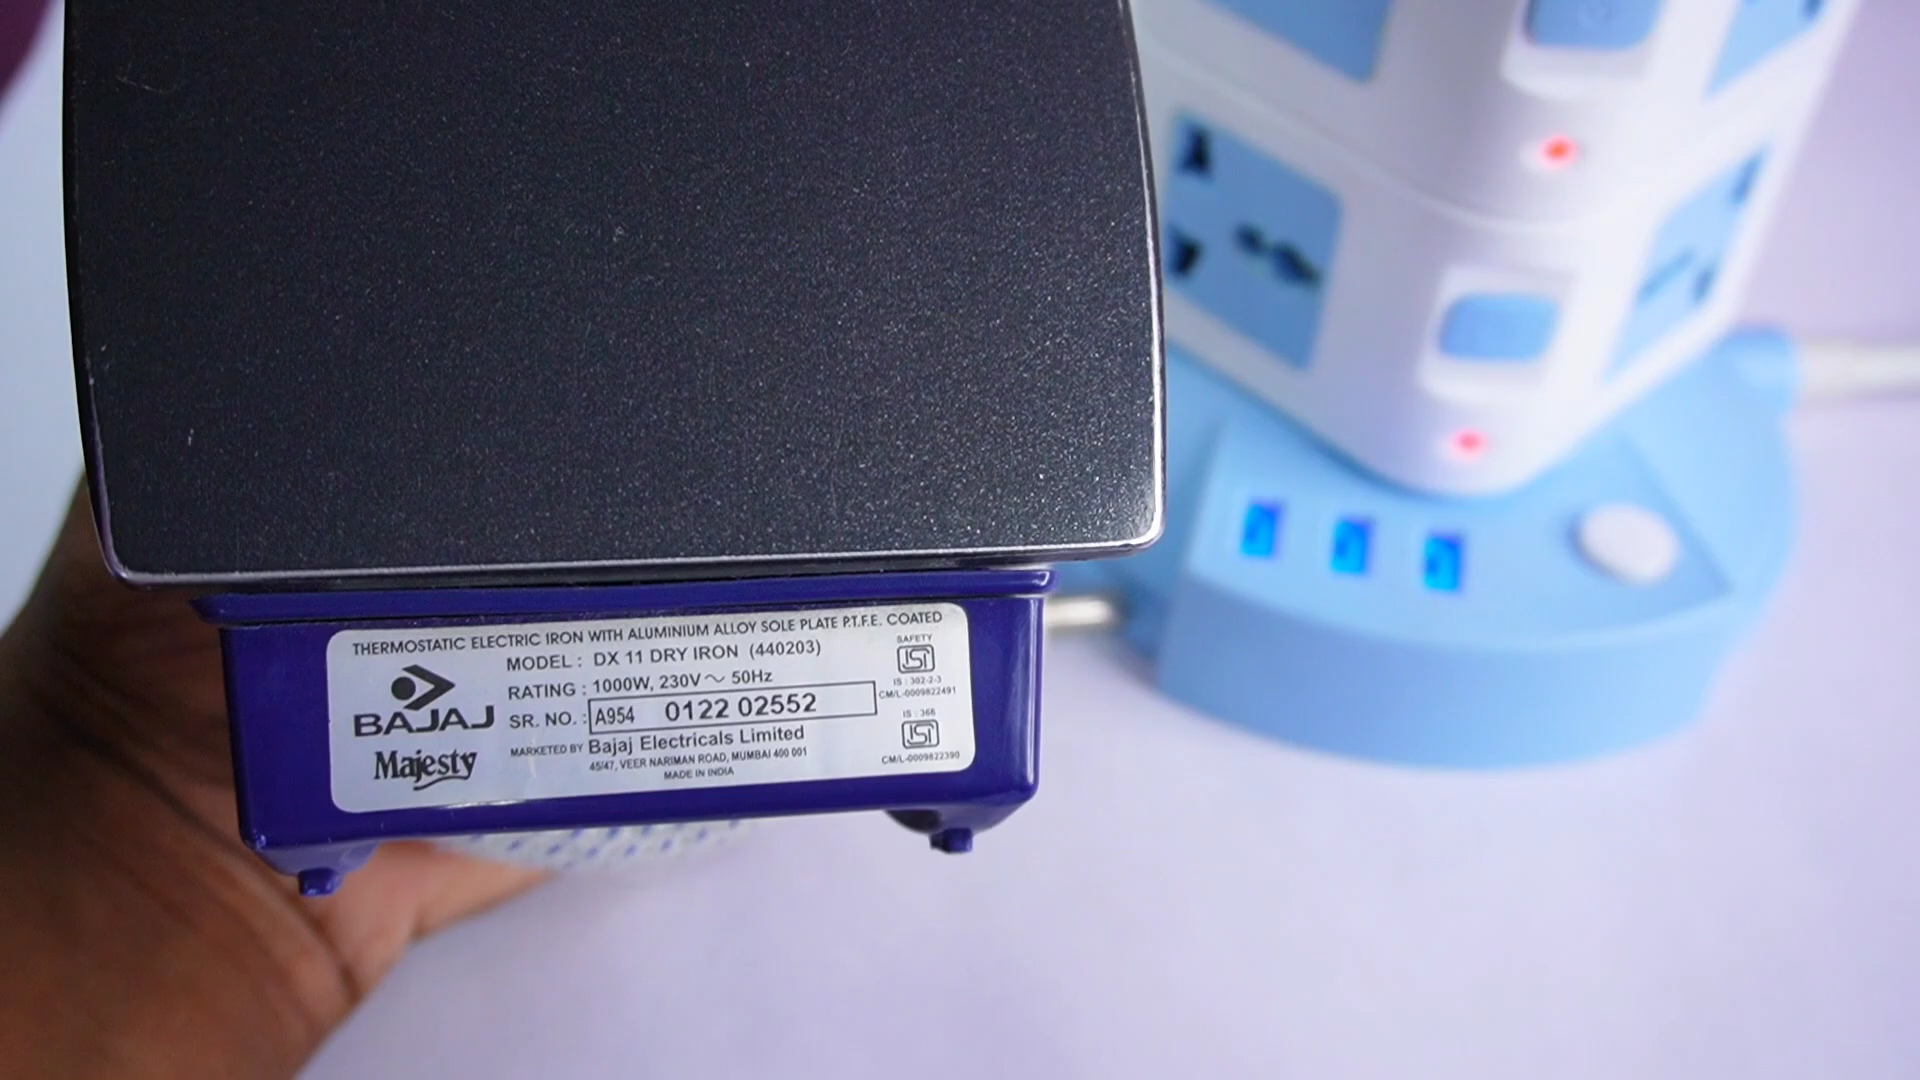 THERMOSTATIC ELECTRIC IRON WITH ALUMINIUM ALLOY SOLE PLATE P.T.F.E. COATED
BAJAJ
Majesty
MODEL : DX 11 DRY IRON (440203)
RATING : 1000W, 230V ~ 50Hz
SR. NO. : A954 0122 02552
MARKETED BY Bajaj Electricals Limited
45/47, VEER NARIMAN ROAD, MUMBAI 400 001
MADE IN INDIA
SAFETY
ISI
IS : 302-2-3
CM/L-0009822491
IS : 366
ISI
CM/L-0009822390